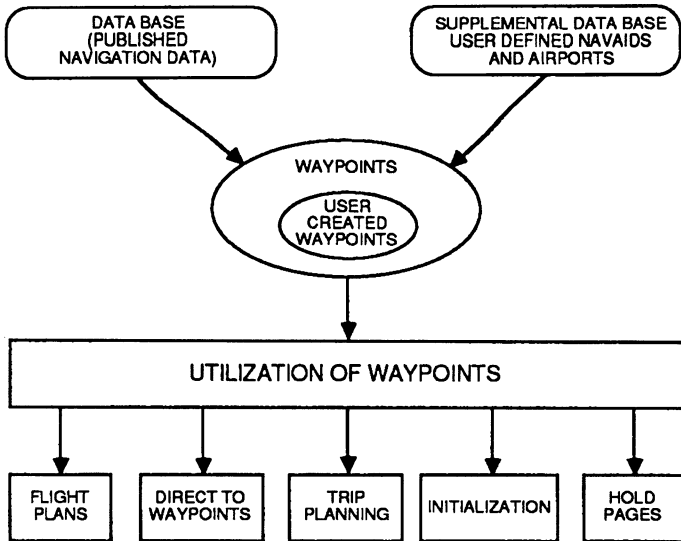 DATA BASE
(PUBLISHED
NAVIGATION DATA)
SUPPLEMENTAL DATA BASE
USER DEFINED NAVAIDS
AND AIRPORTS
WAYPOINTS
USER
CREATED
WAYPOINTS
UTILIZATION OF WAYPOINTS
FLIGHT
PLANS
DIRECT TO
WAYPOINTS
TRIP
PLANNING
INITIALIZATION
HOLD
PAGES